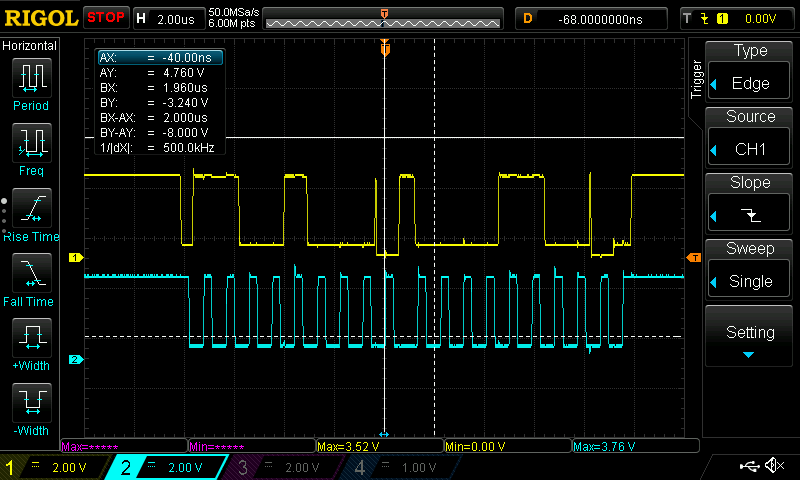 RIGOL STOP H 2.00us 50.0MSa/s 6.00M pts T D -68.0000000ns T 1 0.00V
Horizontal
Period
Freq
Rise Time
Fall Time
+Width
-Width
AX: = -40.00ns
AY: = 4.760 V
BX: = 1.960us
BY: = -3.240 V
BX-AX: = 2.000us
BY-AY: = -8.000 V
1/|dX|: = 500.0kHz
T
1
T
2
Trigger
Type
Edge
Source
CH1
Slope
Sweep
Single
Setting
Max=***** Min=***** Max=3.52 V Min=0.00 V Max=3.76 V
1 = 2.00 V 2 = 2.00 V 3 = 2.00 V 4 = 1.00 V